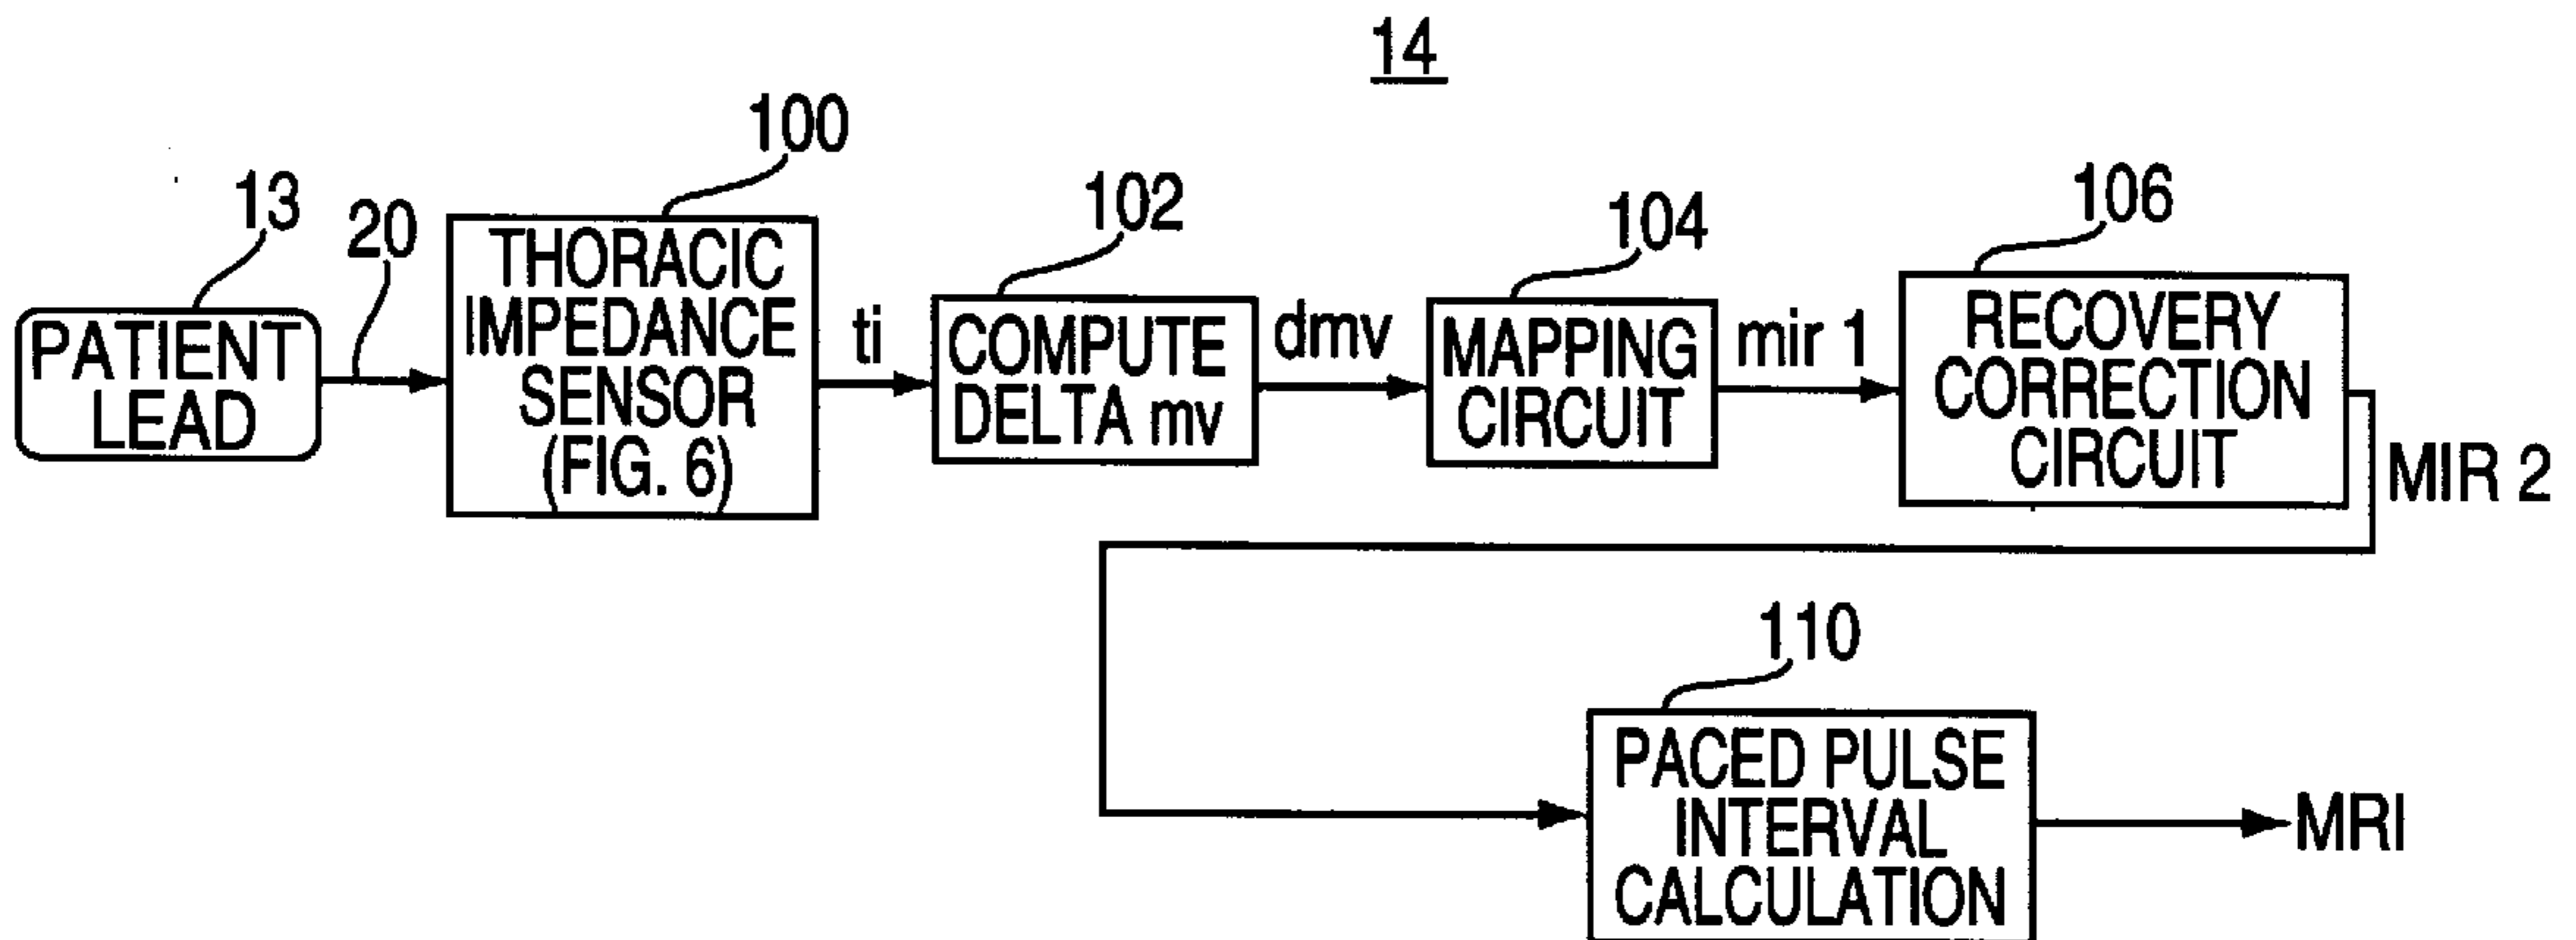 14
13
20
100
102
104
106
PATIENT
LEAD
THORACIC
IMPEDANCE
SENSOR
(FIG. 6)
ti
COMPUTE
DELTA mv
dmv
MAPPING
CIRCUIT
mir 1
RECOVERY
CORRECTION
CIRCUIT
MIR 2
110
PACED PULSE
INTERVAL
CALCULATION
MRI